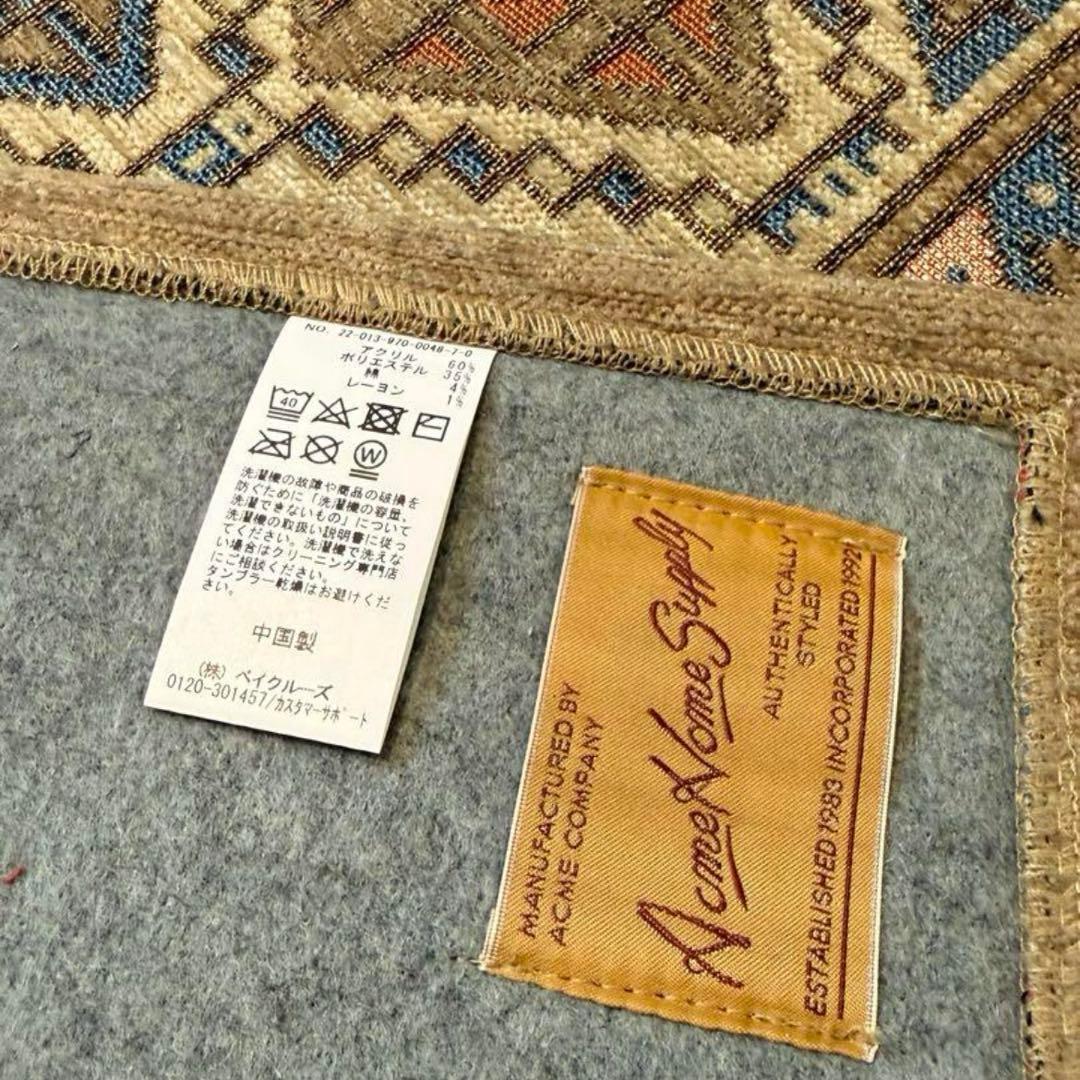 NO. 22-013-970-0048-7-0
アクリル 60%
ポリエステル 35%
綿 4%
レーヨン 1%
40
W
洗濯機の故障や商品の破損を
防ぐために「洗濯機の容量、
洗濯できないもの」について
洗濯機の取扱い説明書に従っ
てください。洗濯機で洗えな
い場合はクリーニング専門店
にご相談ください。
タンブラー乾燥はお避けくだ
さい。
中国製
(株) ベイクルーズ
0120-301457/カスタマーサポート
MANUFACTURED BY
ACME COMPANY
Acme Home Supply
AUTHENTICALLY
STYLED
ESTABLISHED 1983 INCORPORATED 1992